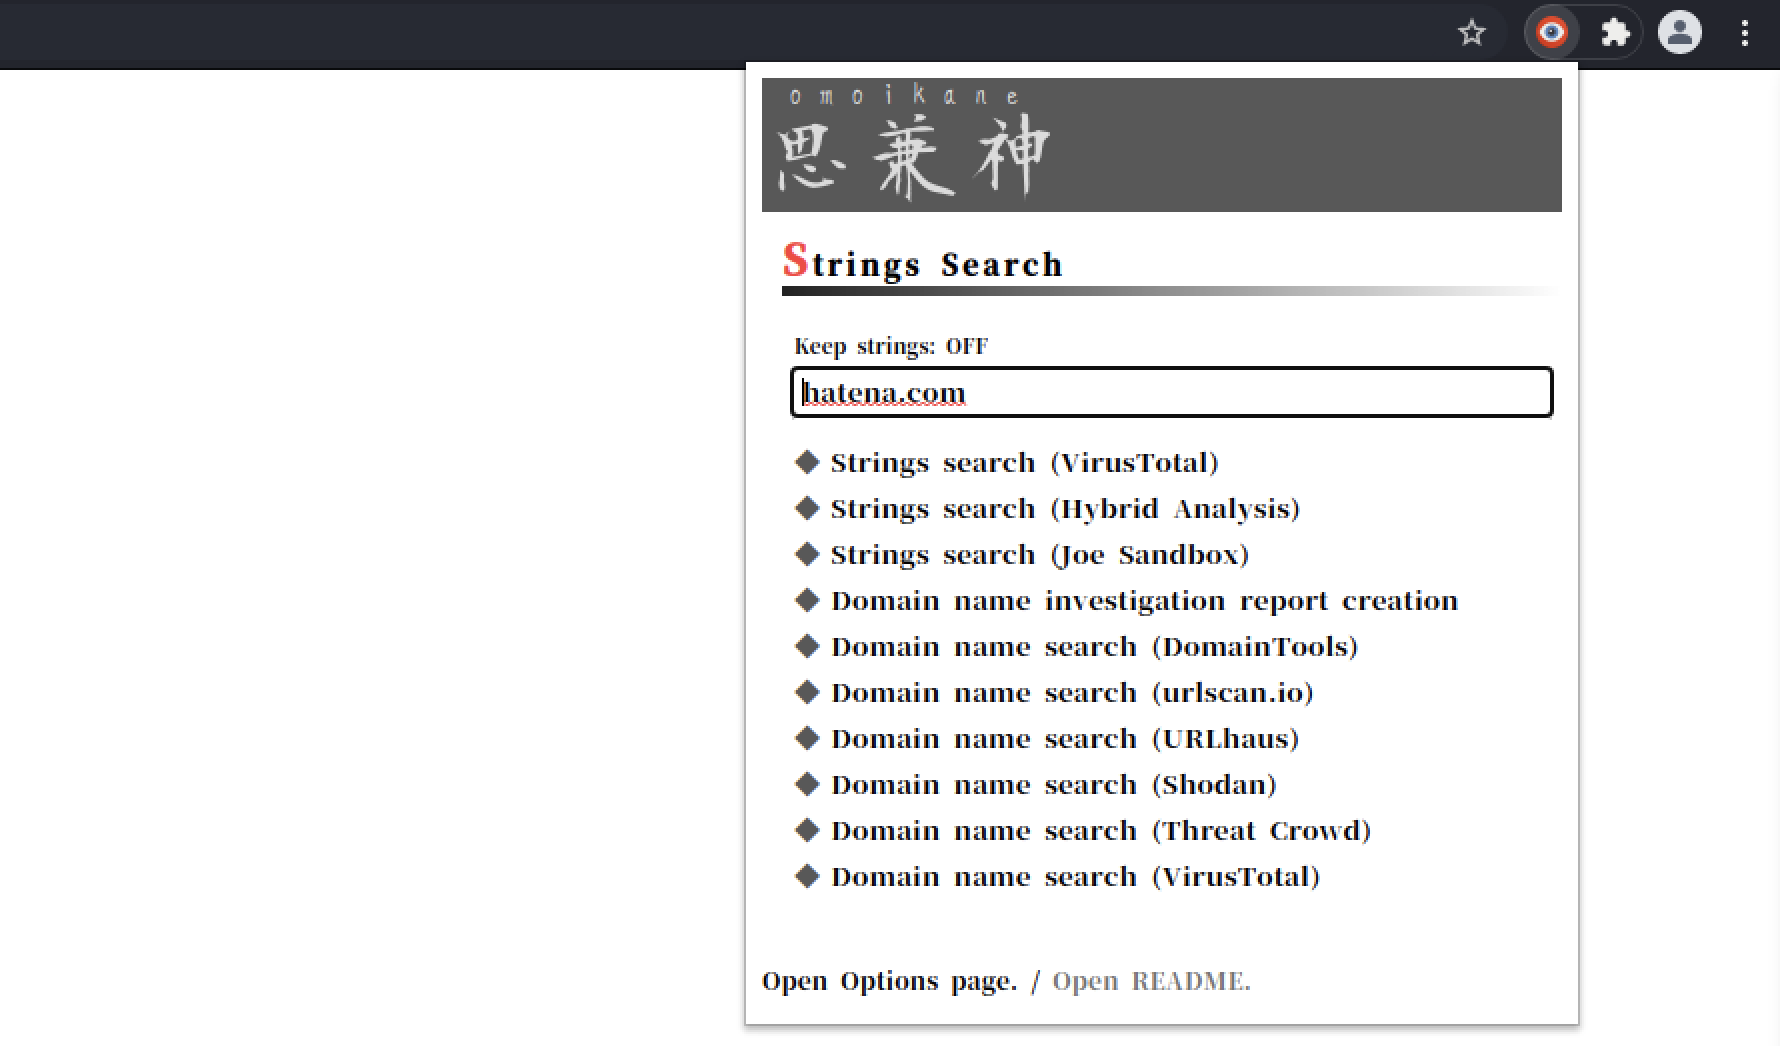 omoikane
思兼神
Strings Search
Keep strings: OFF
hatena.com
◆ Strings search (VirusTotal)
◆ Strings search (Hybrid Analysis)
◆ Strings search (Joe Sandbox)
◆ Domain name investigation report creation
◆ Domain name search (DomainTools)
◆ Domain name search (urlscan.io)
◆ Domain name search (URLhaus)
◆ Domain name search (Shodan)
◆ Domain name search (Threat Crowd)
◆ Domain name search (VirusTotal)
Open Options page. / Open README.